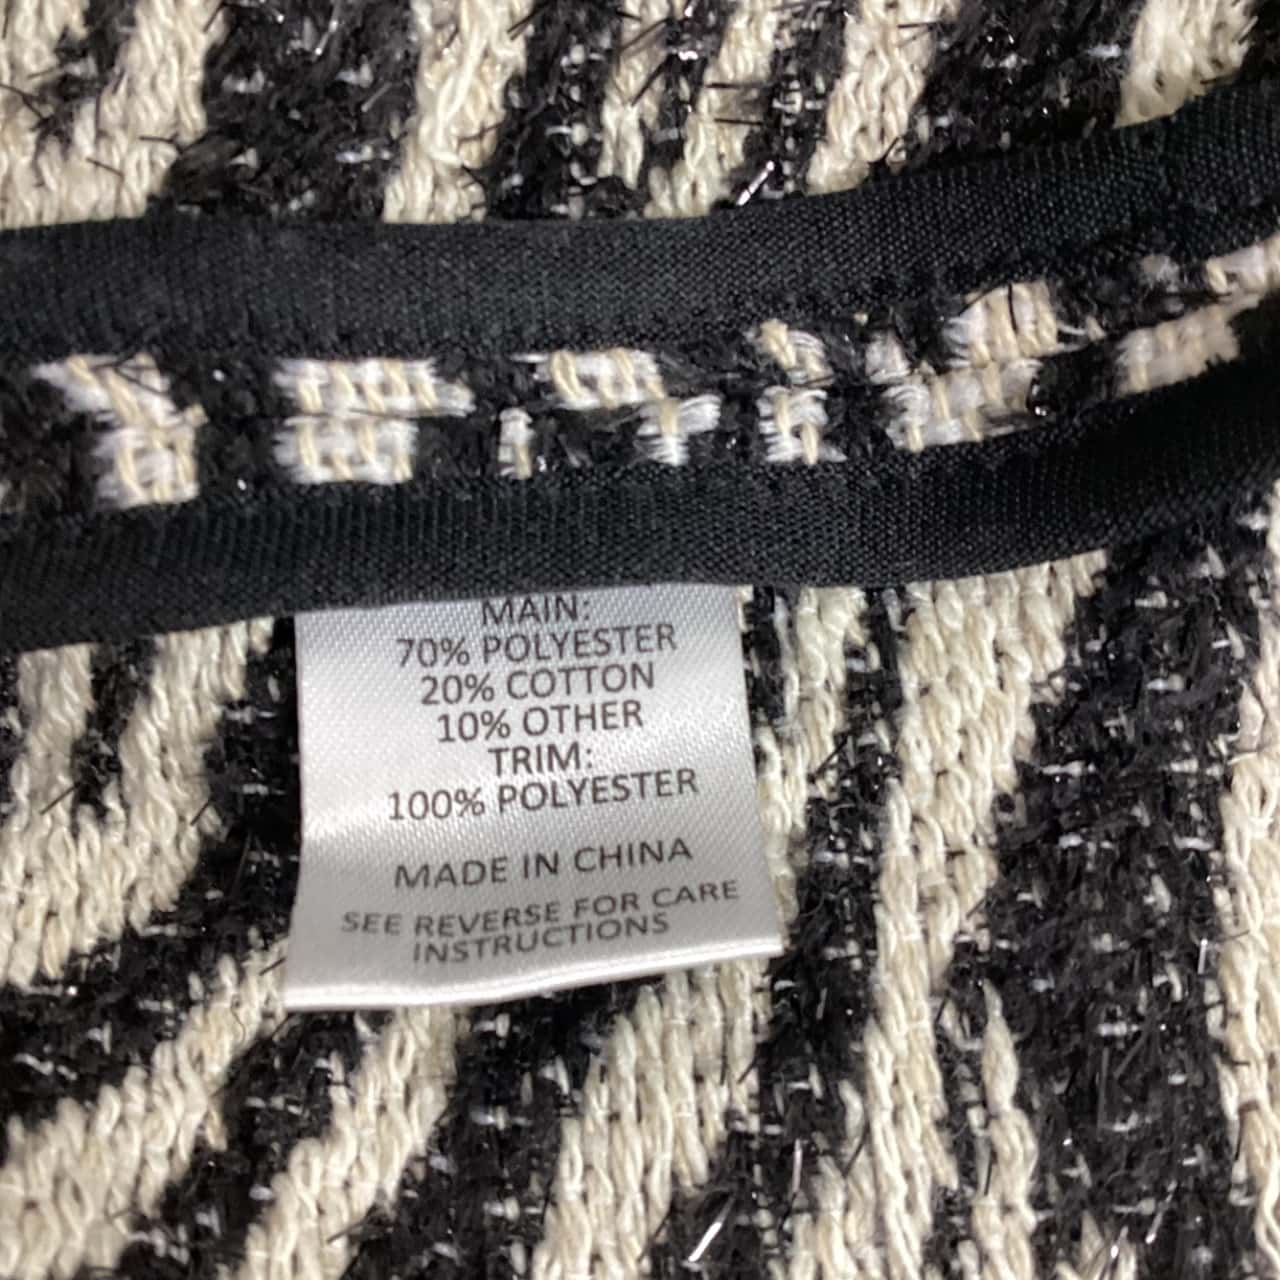 MAIN:
70% POLYESTER
20% COTTON
10% OTHER
TRIM:
100% POLYESTER
MADE IN CHINA
SEE REVERSE FOR CARE
INSTRUCTIONS